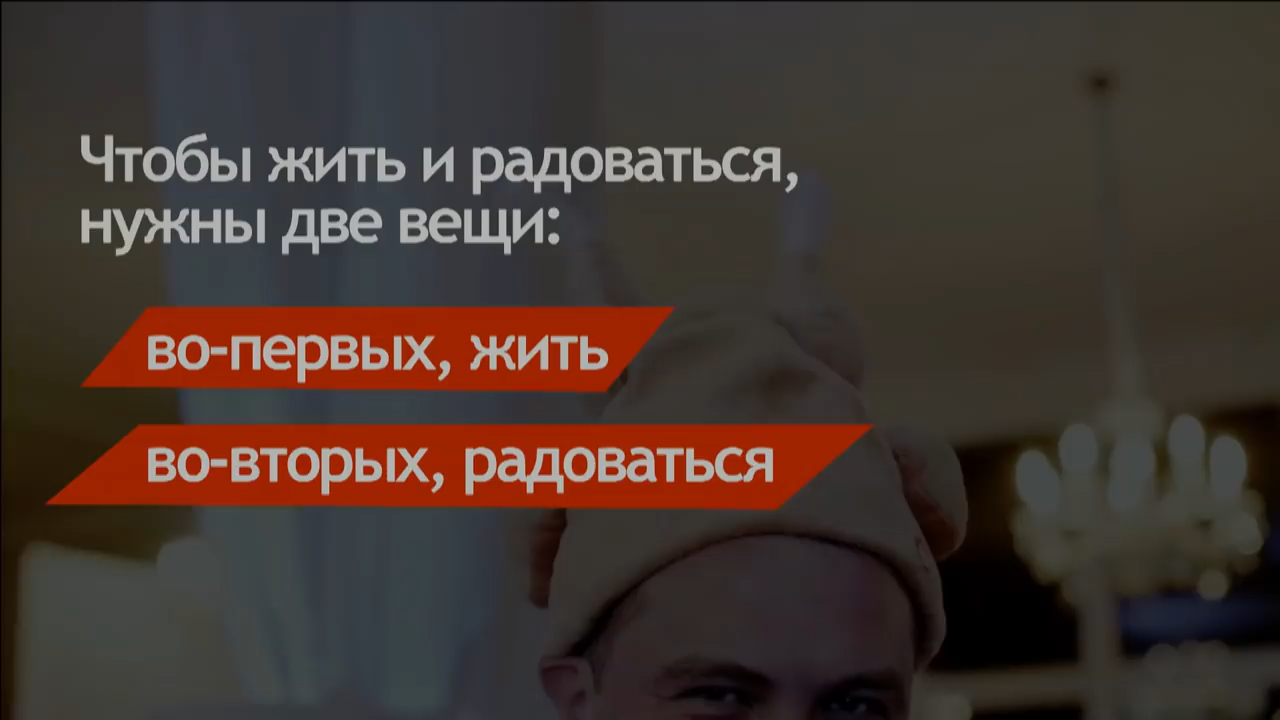 Чтобы жить и радоваться,
нужны две вещи:
во-первых, жить
во-вторых, радоваться